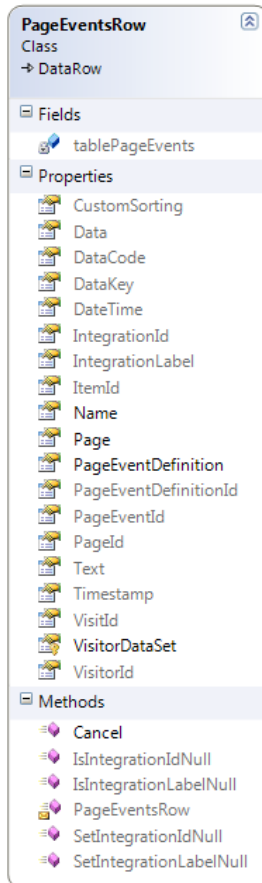 PageEventsRow
Class
DataRow
Fields
tablePageEvents
Properties
CustomSorting
Data
DataCode
DataKey
DateTime
IntegrationId
IntegrationLabel
ItemId
Name
Page
PageEventDefinition
PageEventDefinitionId
PageEventId
PageId
Text
Timestamp
VisitId
VisitorDataSet
VisitorId
Methods
Cancel
IsIntegrationIdNull
IsIntegrationLabelNull
PageEventsRow
SetIntegrationIdNull
SetIntegrationLabelNull